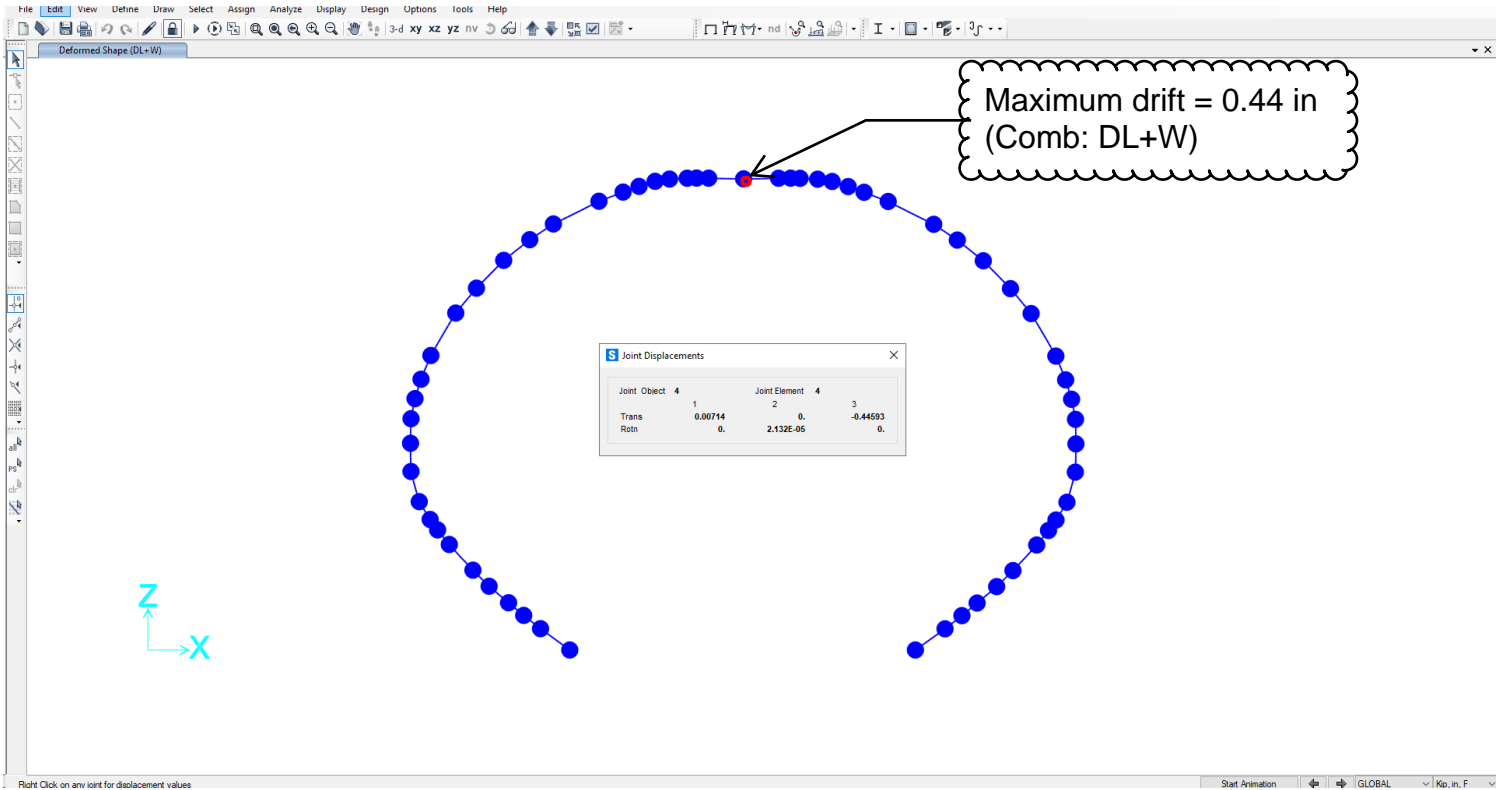 File Edit View Define Draw Select Assign Analyze Display Design Options Tools Help
3-d xy xz yz nv
nd
Deformed Shape (DL+W)
Maximum drift = 0.44 in
(Comb: DL+W)
Joint Displacements
Joint Object 4 Joint Element 4
1 2 3
Trans 0.00714 0. -0.44593
Rotn 0. 2.132E-05 0.
all
ps
clr
Z
X
Right Click on any joint for displacement values
Start Animation GLOBAL Kip, in, F